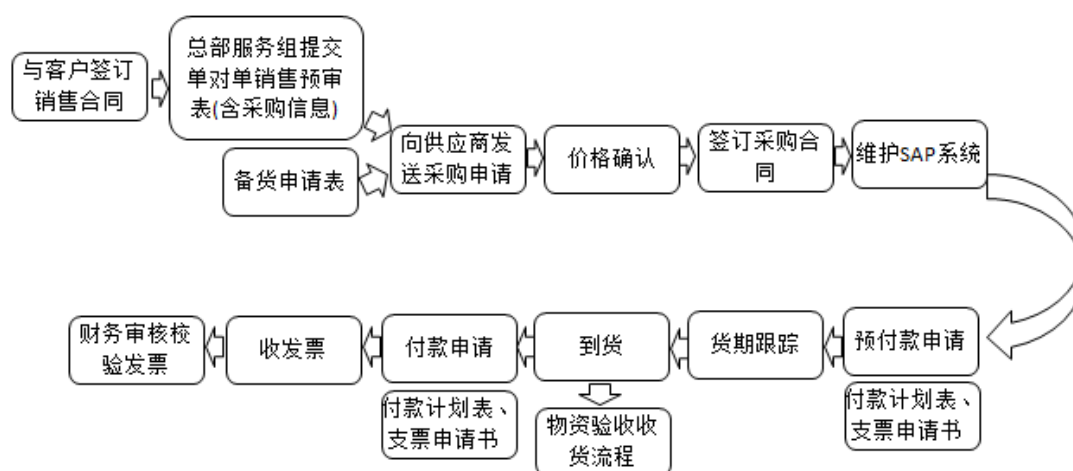 与客户签订
销售合同
总部服务组提交
单对单销售预审
表(含采购信息)
备货申请表
向供应商发
送采购申请
价格确认
签订采购合
同
维护SAP系统
财务审核校
验发票
收发票
付款申请
到货
货期跟踪
预付款申请
付款计划表、
支票申请书
物资验收收
货流程
付款计划表、
支票申请书